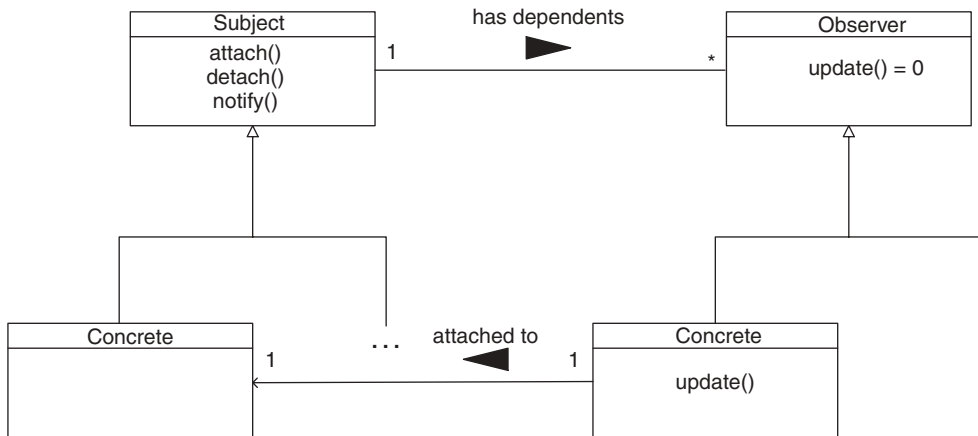 Subject
attach()
detach()
notify()
1
has dependents
*
Observer
update() = 0
Concrete
1
...
attached to
1
Concrete
update()